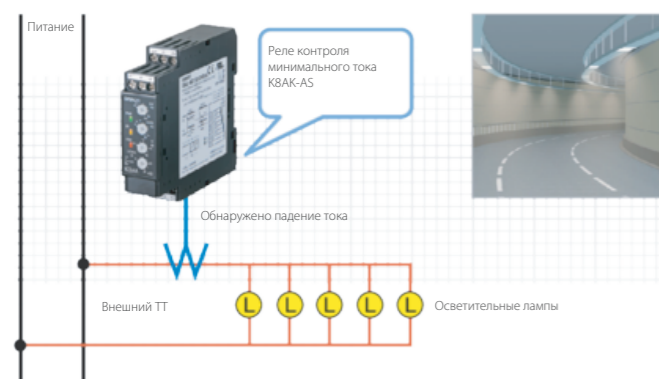 Питание
Реле контроля
минимального тока
K8AK-AS
Обнаружено падение тока
Внешний ТТ
L L L L L
Осветительные лампы